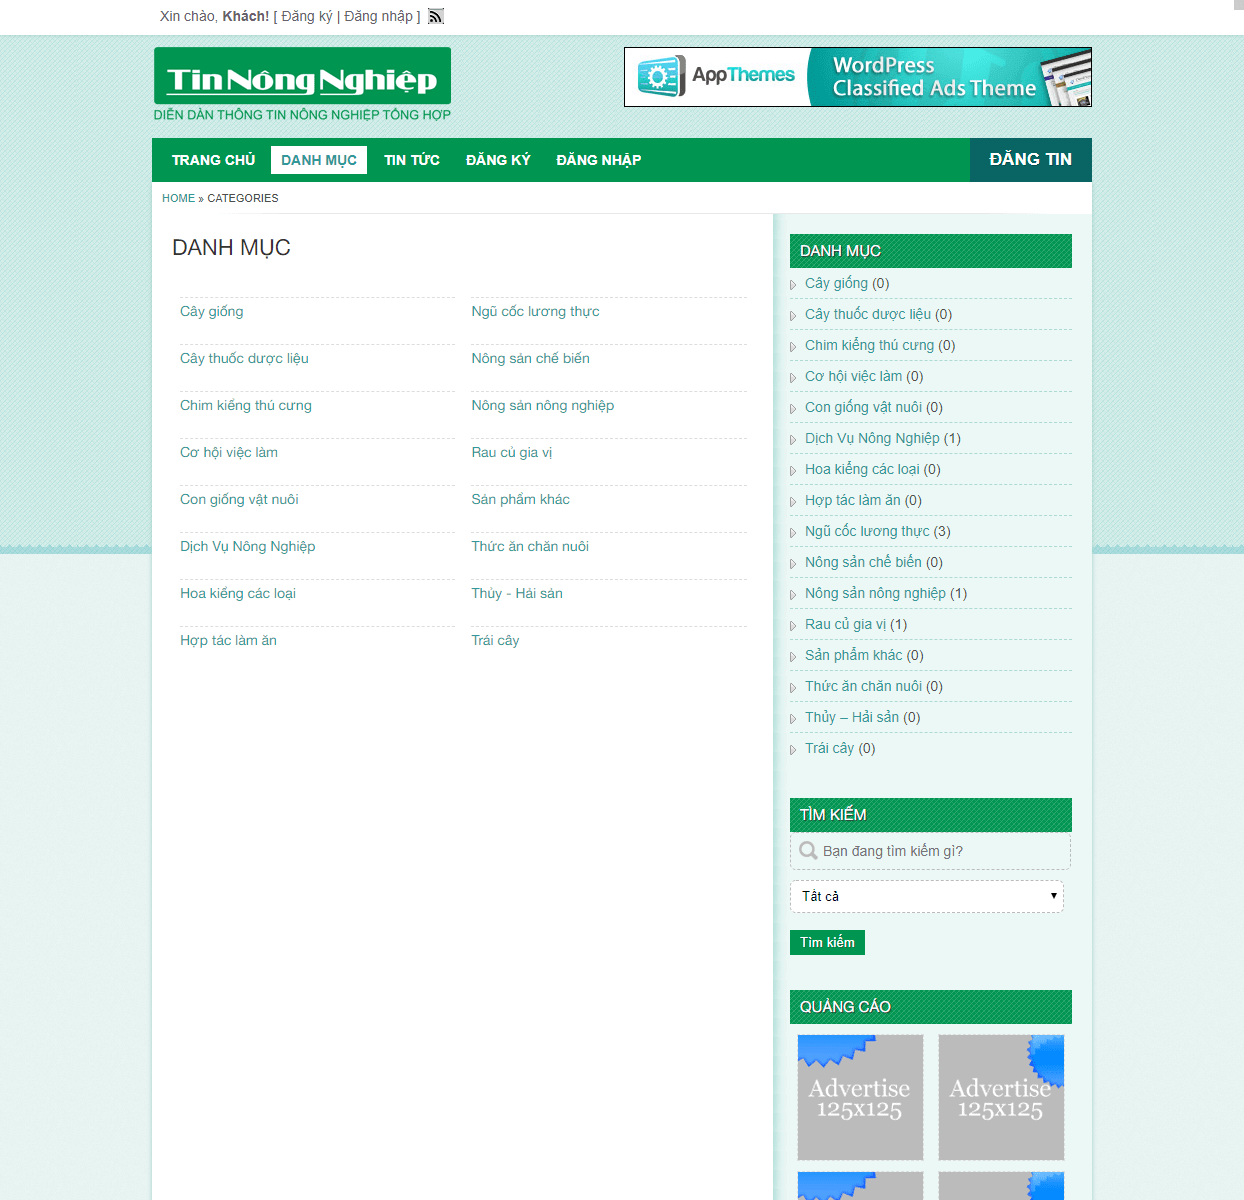 Xin chào, Khách! [ Đăng ký | Đăng nhập ]
Tin Nông Nghiệp
DIỄN DÀN THÔNG TIN NÔNG NGHIỆP TỔNG HỢP
AppThemes
WordPress
Classified Ads Theme
TRANG CHỦ DANH MỤC TIN TỨC ĐĂNG KÝ ĐĂNG NHẬP ĐĂNG TIN
HOME » CATEGORIES
DANH MỤC
Cây giống
Cây thuốc dược liệu
Chim kiểng thú cưng
Cơ hội việc làm
Con giống vật nuôi
Dịch Vụ Nông Nghiệp
Hoa kiểng các loại
Hợp tác làm ăn
Ngũ cốc lương thực
Nông sản chế biến
Nông sản nông nghiệp
Rau củ gia vị
Sản phẩm khác
Thức ăn chăn nuôi
Thủy - Hải sản
Trái cây
DANH MỤC
Cây giống (0)
Cây thuốc dược liệu (0)
Chim kiểng thú cưng (0)
Cơ hội việc làm (0)
Con giống vật nuôi (0)
Dịch Vụ Nông Nghiệp (1)
Hoa kiểng các loại (0)
Hợp tác làm ăn (0)
Ngũ cốc lương thực (3)
Nông sản chế biến (0)
Nông sản nông nghiệp (1)
Rau củ gia vị (1)
Sản phẩm khác (0)
Thức ăn chăn nuôi (0)
Thủy – Hải sản (0)
Trái cây (0)
TÌM KIẾM
Bạn đang tìm kiếm gì?
Tất cả
Tìm kiếm
QUẢNG CÁO
Advertise
125x125
Advertise
125x125